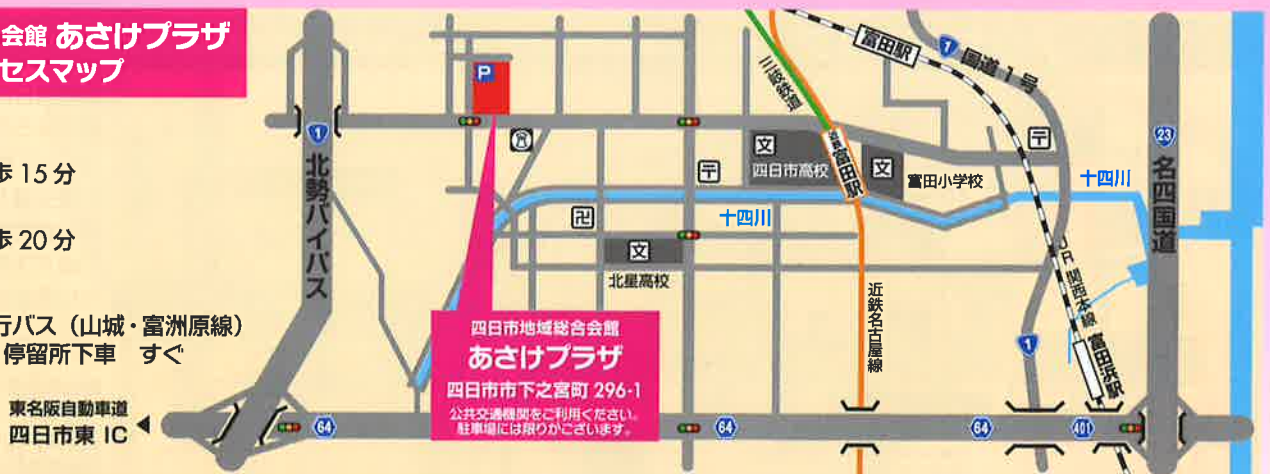 会館 あさけプラザ
セスマップ
歩 15 分
歩 20 分
行バス（山城・富洲原線）
停留所下車　すぐ
東名阪自動車道
四日市東 IC
1
北勢バイパス
64
P
四日市地域総合会館
あさけプラザ
四日市市下之宮町 296-1
公共交通機関をご利用ください。
駐車場には限りがございます。
卍
〒
文
北星高校
十四川
64
三岐鉄道
文
四日市高校
近鉄富田駅
文
富田小学校
近鉄名古屋線
富田駅
1
国道1号
〒
十四川
JR 関西本線
1
富田浜駅
64
401
23
名四国道